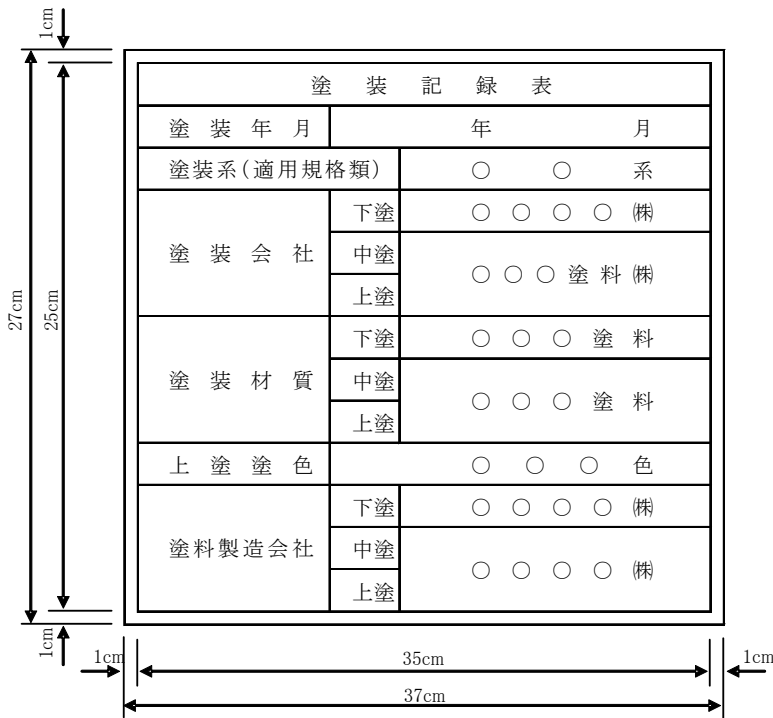 1cm
27cm
25cm
塗装記録表
塗装年月 年 月
塗装系(適用規格類) ○ ○ 系
塗装会社 下塗 ○○○○㈱
中塗 ○○○塗料㈱
上塗
塗装材質 下塗 ○○○塗料
中塗 ○○○塗料
上塗
上塗塗色 ○○○色
塗料製造会社 下塗 ○○○○㈱
中塗 ○○○○㈱
上塗
1cm
1cm 35cm 1cm
37cm